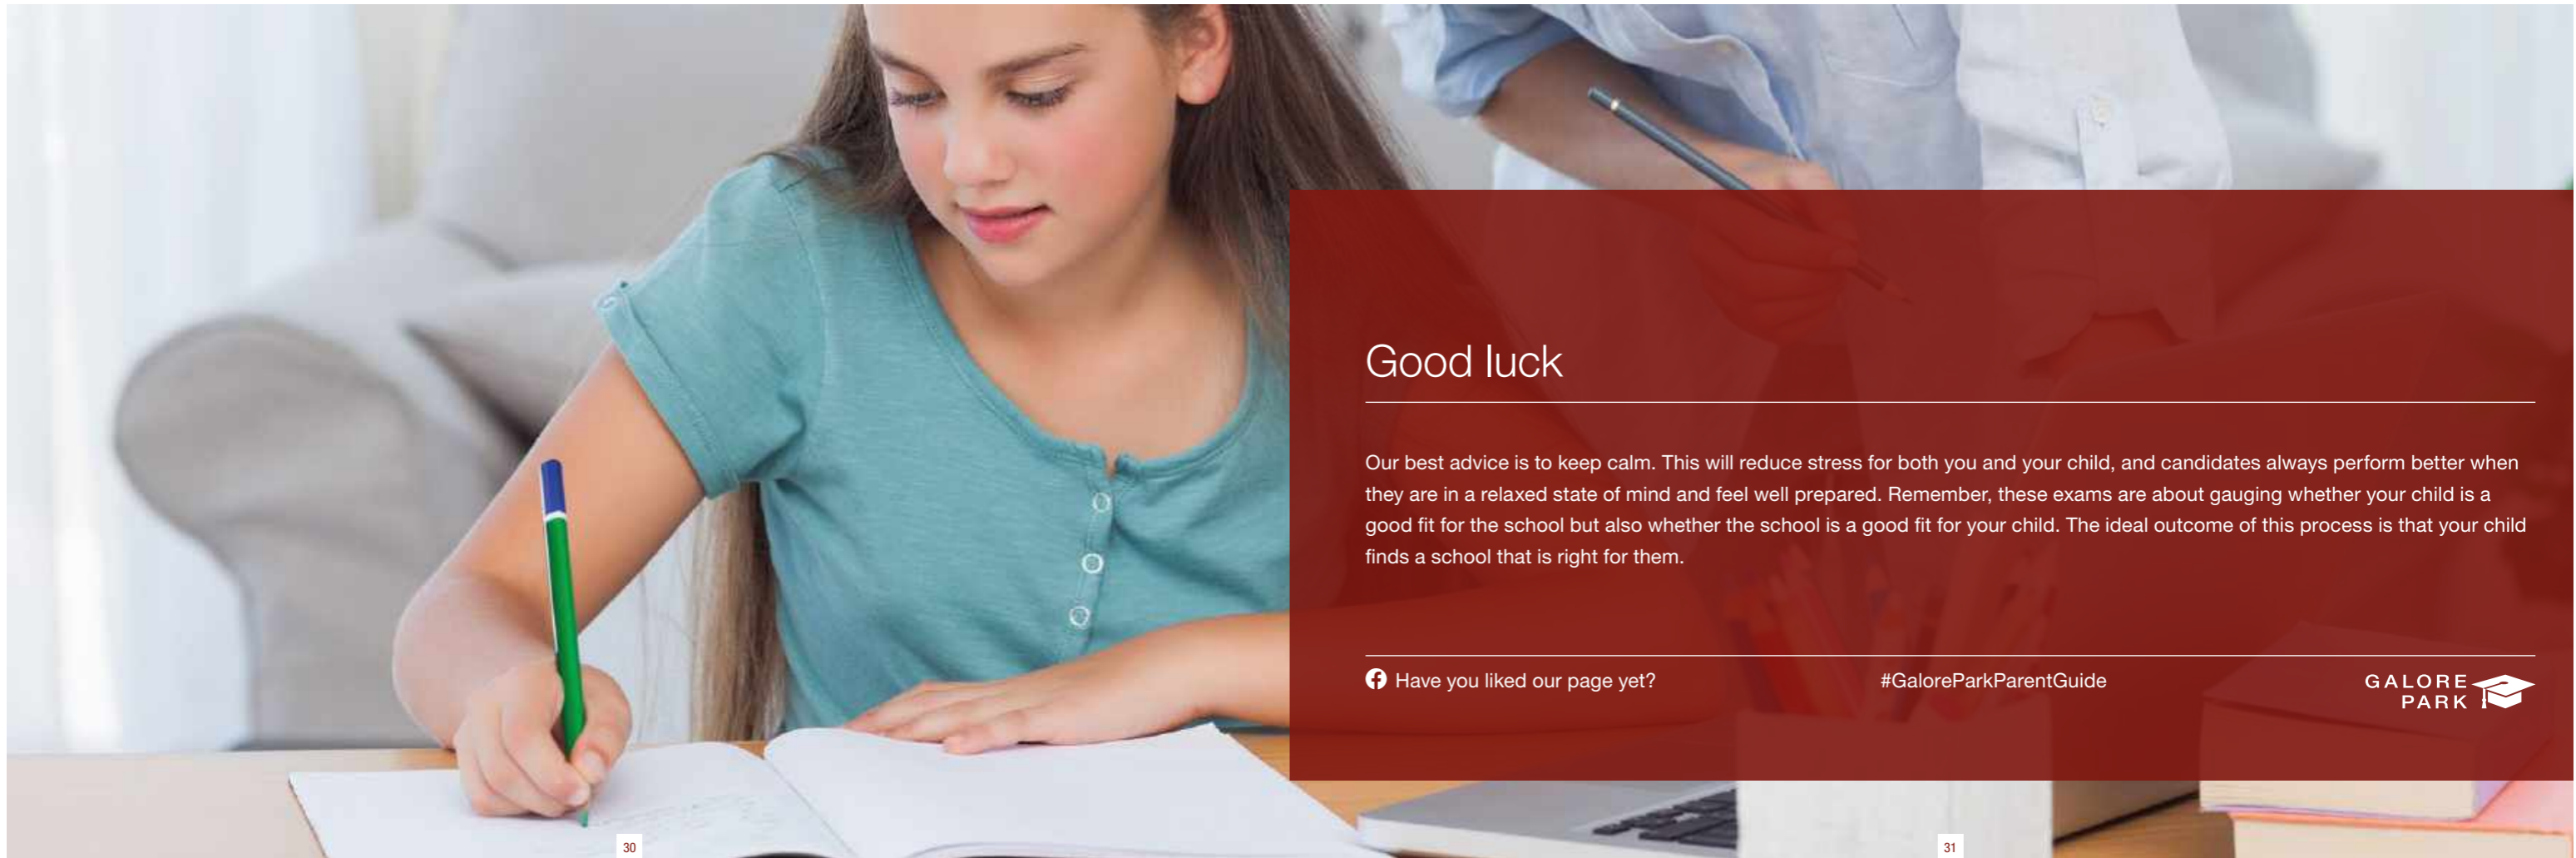 Good luck
Our best advice is to keep calm. This will reduce stress for both you and your child, and candidates always perform better when
they are in a relaxed state of mind and feel well prepared. Remember, these exams are about gauging whether your child is a
good fit for the school but also whether the school is a good fit for your child. The ideal outcome of this process is that your child
finds a school that is right for them.
Have you liked our page yet?
#GaloreParkParentGuide
GALORE
PARK
30
31